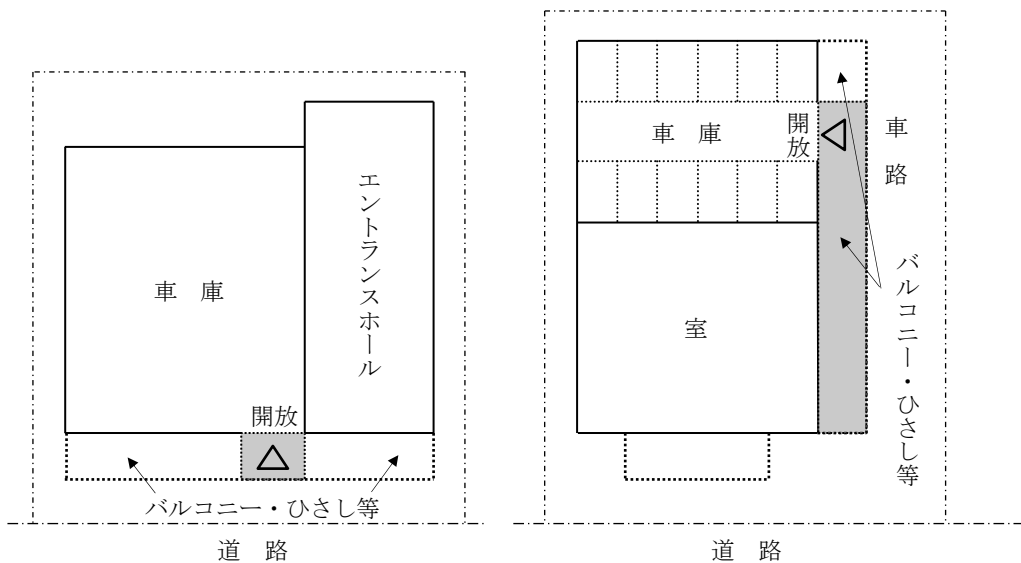 エントランスホール
車 庫
開放
バルコニー・ひさし等
道 路
車 庫
開放
車路
室
バルコニー・ひさし等
道 路